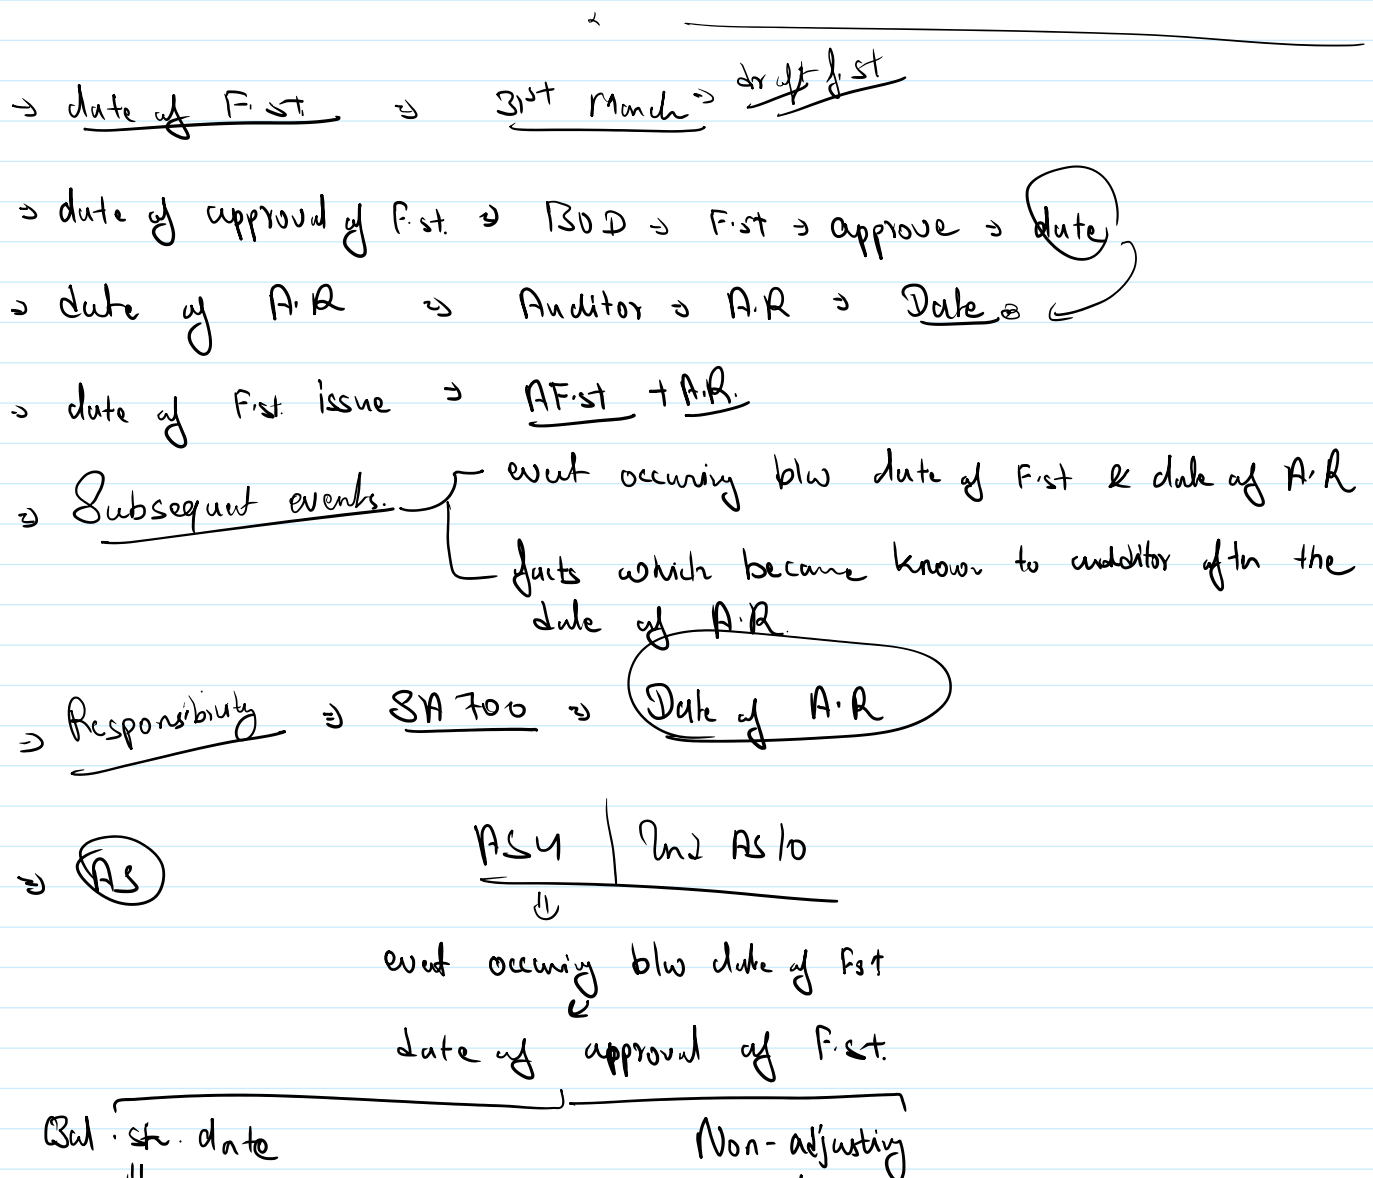 → date of F.st ⇒ 31st March → draft f.st
→ date of approval of F.st. ⇒ BOD → F.st → approve → date
→ date of A.R ⇒ Auditor → A.R → Date
→ date of F.st. issue ⇒ AF.st + A.R.
⇒ Subsequent events. event occuring b/w date of F.st & date of A.R
facts which became known to auditor after the
date of A.R.
⇒ Responsibility ⇒ SA 700 ⇒ Date of A.R
⇒ AS AS4 | Ind AS 10
⇓
event occuring b/w date of Fst
↙
date of approval of F.st.
Bal. sh. date Non-adjusting